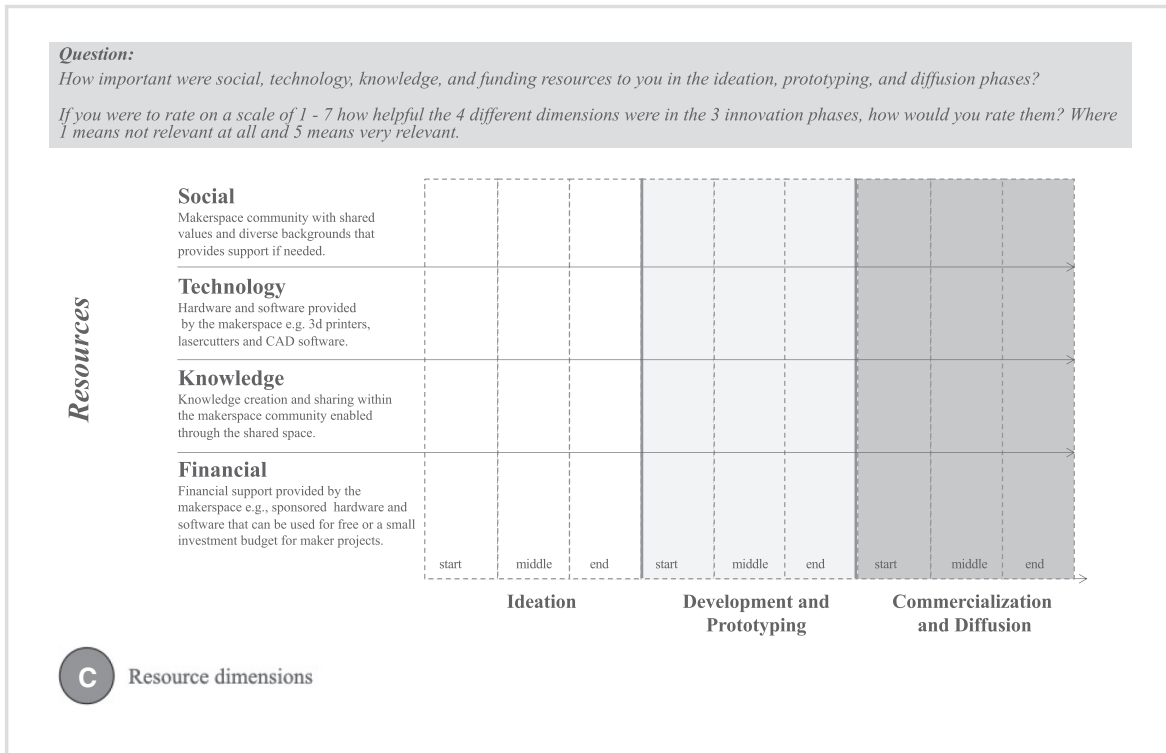 Question:
How important were social, technology, knowledge, and funding resources to you in the ideation, prototyping, and diffusion phases?
If you were to rate on a scale of 1 - 7 how helpful the 4 different dimensions were in the 3 innovation phases, how would you rate them? Where
1 means not relevant at all and 5 means very relevant.
Resources
Social
Makerspace community with shared
values and diverse backgrounds that
provides support if needed.
Technology
Hardware and software provided
by the makerspace e.g. 3d printers,
lasercutters and CAD software.
Knowledge
Knowledge creation and sharing within
the makerspace community enabled
through the shared space.
Financial
Financial support provided by the
makerspace e.g., sponsored hardware and
software that can be used for free or a small
investment budget for maker projects.
start middle end start middle end start middle end
Ideation
Development and
Prototyping
Commercialization
and Diffusion
C Resource dimensions